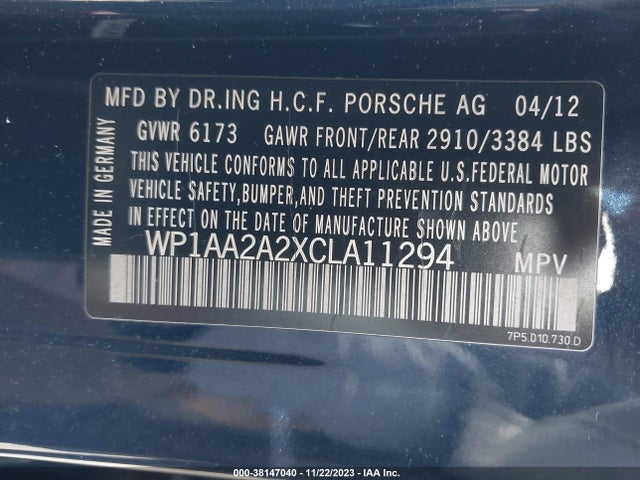 MFD BY DR.ING H.C.F. PORSCHE AG 04/12
GVWR 6173 GAWR FRONT/REAR 2910/3384 LBS
THIS VEHICLE CONFORMS TO ALL APPLICABLE U.S.FEDERAL MOTOR
VEHICLE SAFETY,BUMPER,AND THEFT PREVENTION STANDARDS
IN EFFECT ON THE DATE OF MANUFACTURE SHOWN ABOVE
WP1AA2A2XCLA11294 MPV
MADE IN GERMANY
7P5.010.730.D
000-38147040 - 11/22/2023 - IAA Inc.